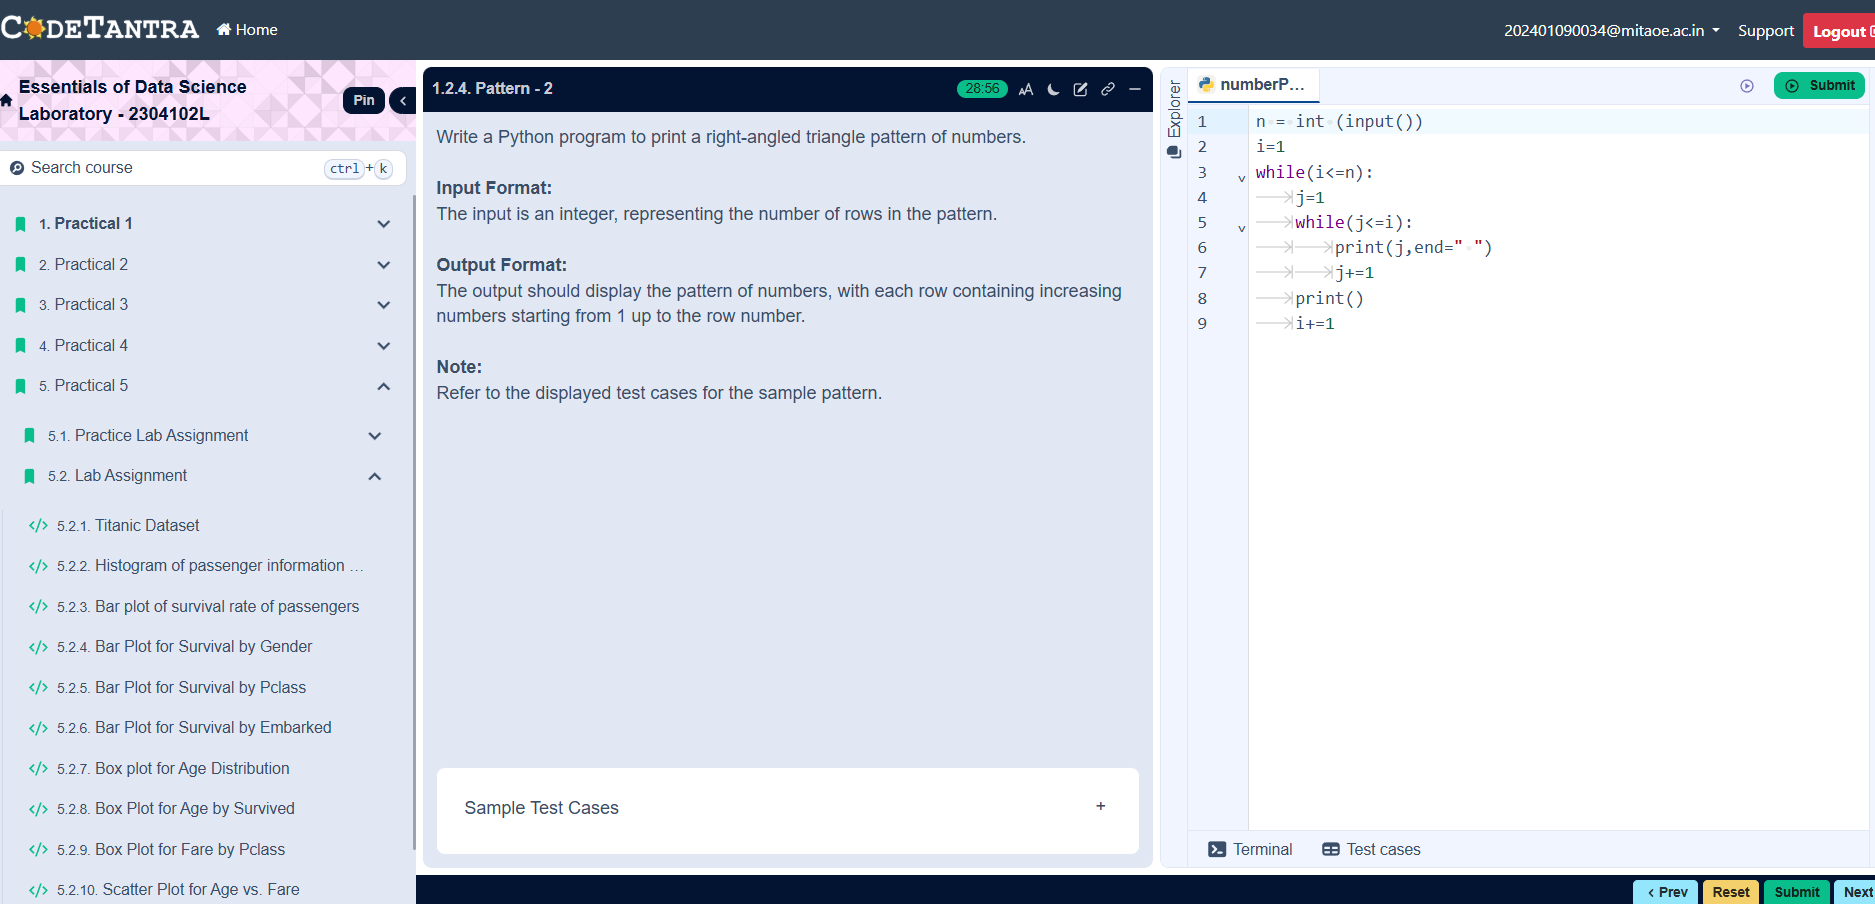 CODETANTRA
Home
202401090034@mitaoe.ac.in
Support
Logout
Essentials of Data Science
Laboratory - 2304102L
Pin
Search course
ctrl+k
1. Practical 1
2. Practical 2
3. Practical 3
4. Practical 4
5. Practical 5
5.1. Practice Lab Assignment
5.2. Lab Assignment
5.2.1. Titanic Dataset
5.2.2. Histogram of passenger information ...
5.2.3. Bar plot of survival rate of passengers
5.2.4. Bar Plot for Survival by Gender
5.2.5. Bar Plot for Survival by Pclass
5.2.6. Bar Plot for Survival by Embarked
5.2.7. Box plot for Age Distribution
5.2.8. Box Plot for Age by Survived
5.2.9. Box Plot for Fare by Pclass
5.2.10. Scatter Plot for Age vs. Fare
1.2.4. Pattern - 2
28:56
AA
Write a Python program to print a right-angled triangle pattern of numbers.
Input Format:
The input is an integer, representing the number of rows in the pattern.
Output Format:
The output should display the pattern of numbers, with each row containing increasing
numbers starting from 1 up to the row number.
Note:
Refer to the displayed test cases for the sample pattern.
Sample Test Cases
+
Explorer
numberP...
Submit
1 n = int (input())
2 i=1
3 while(i<=n):
4 j=1
5 while(j<=i):
6 print(j,end=" ")
7 j+=1
8 print()
9 i+=1
Terminal
Test cases
< Prev
Reset
Submit
Next